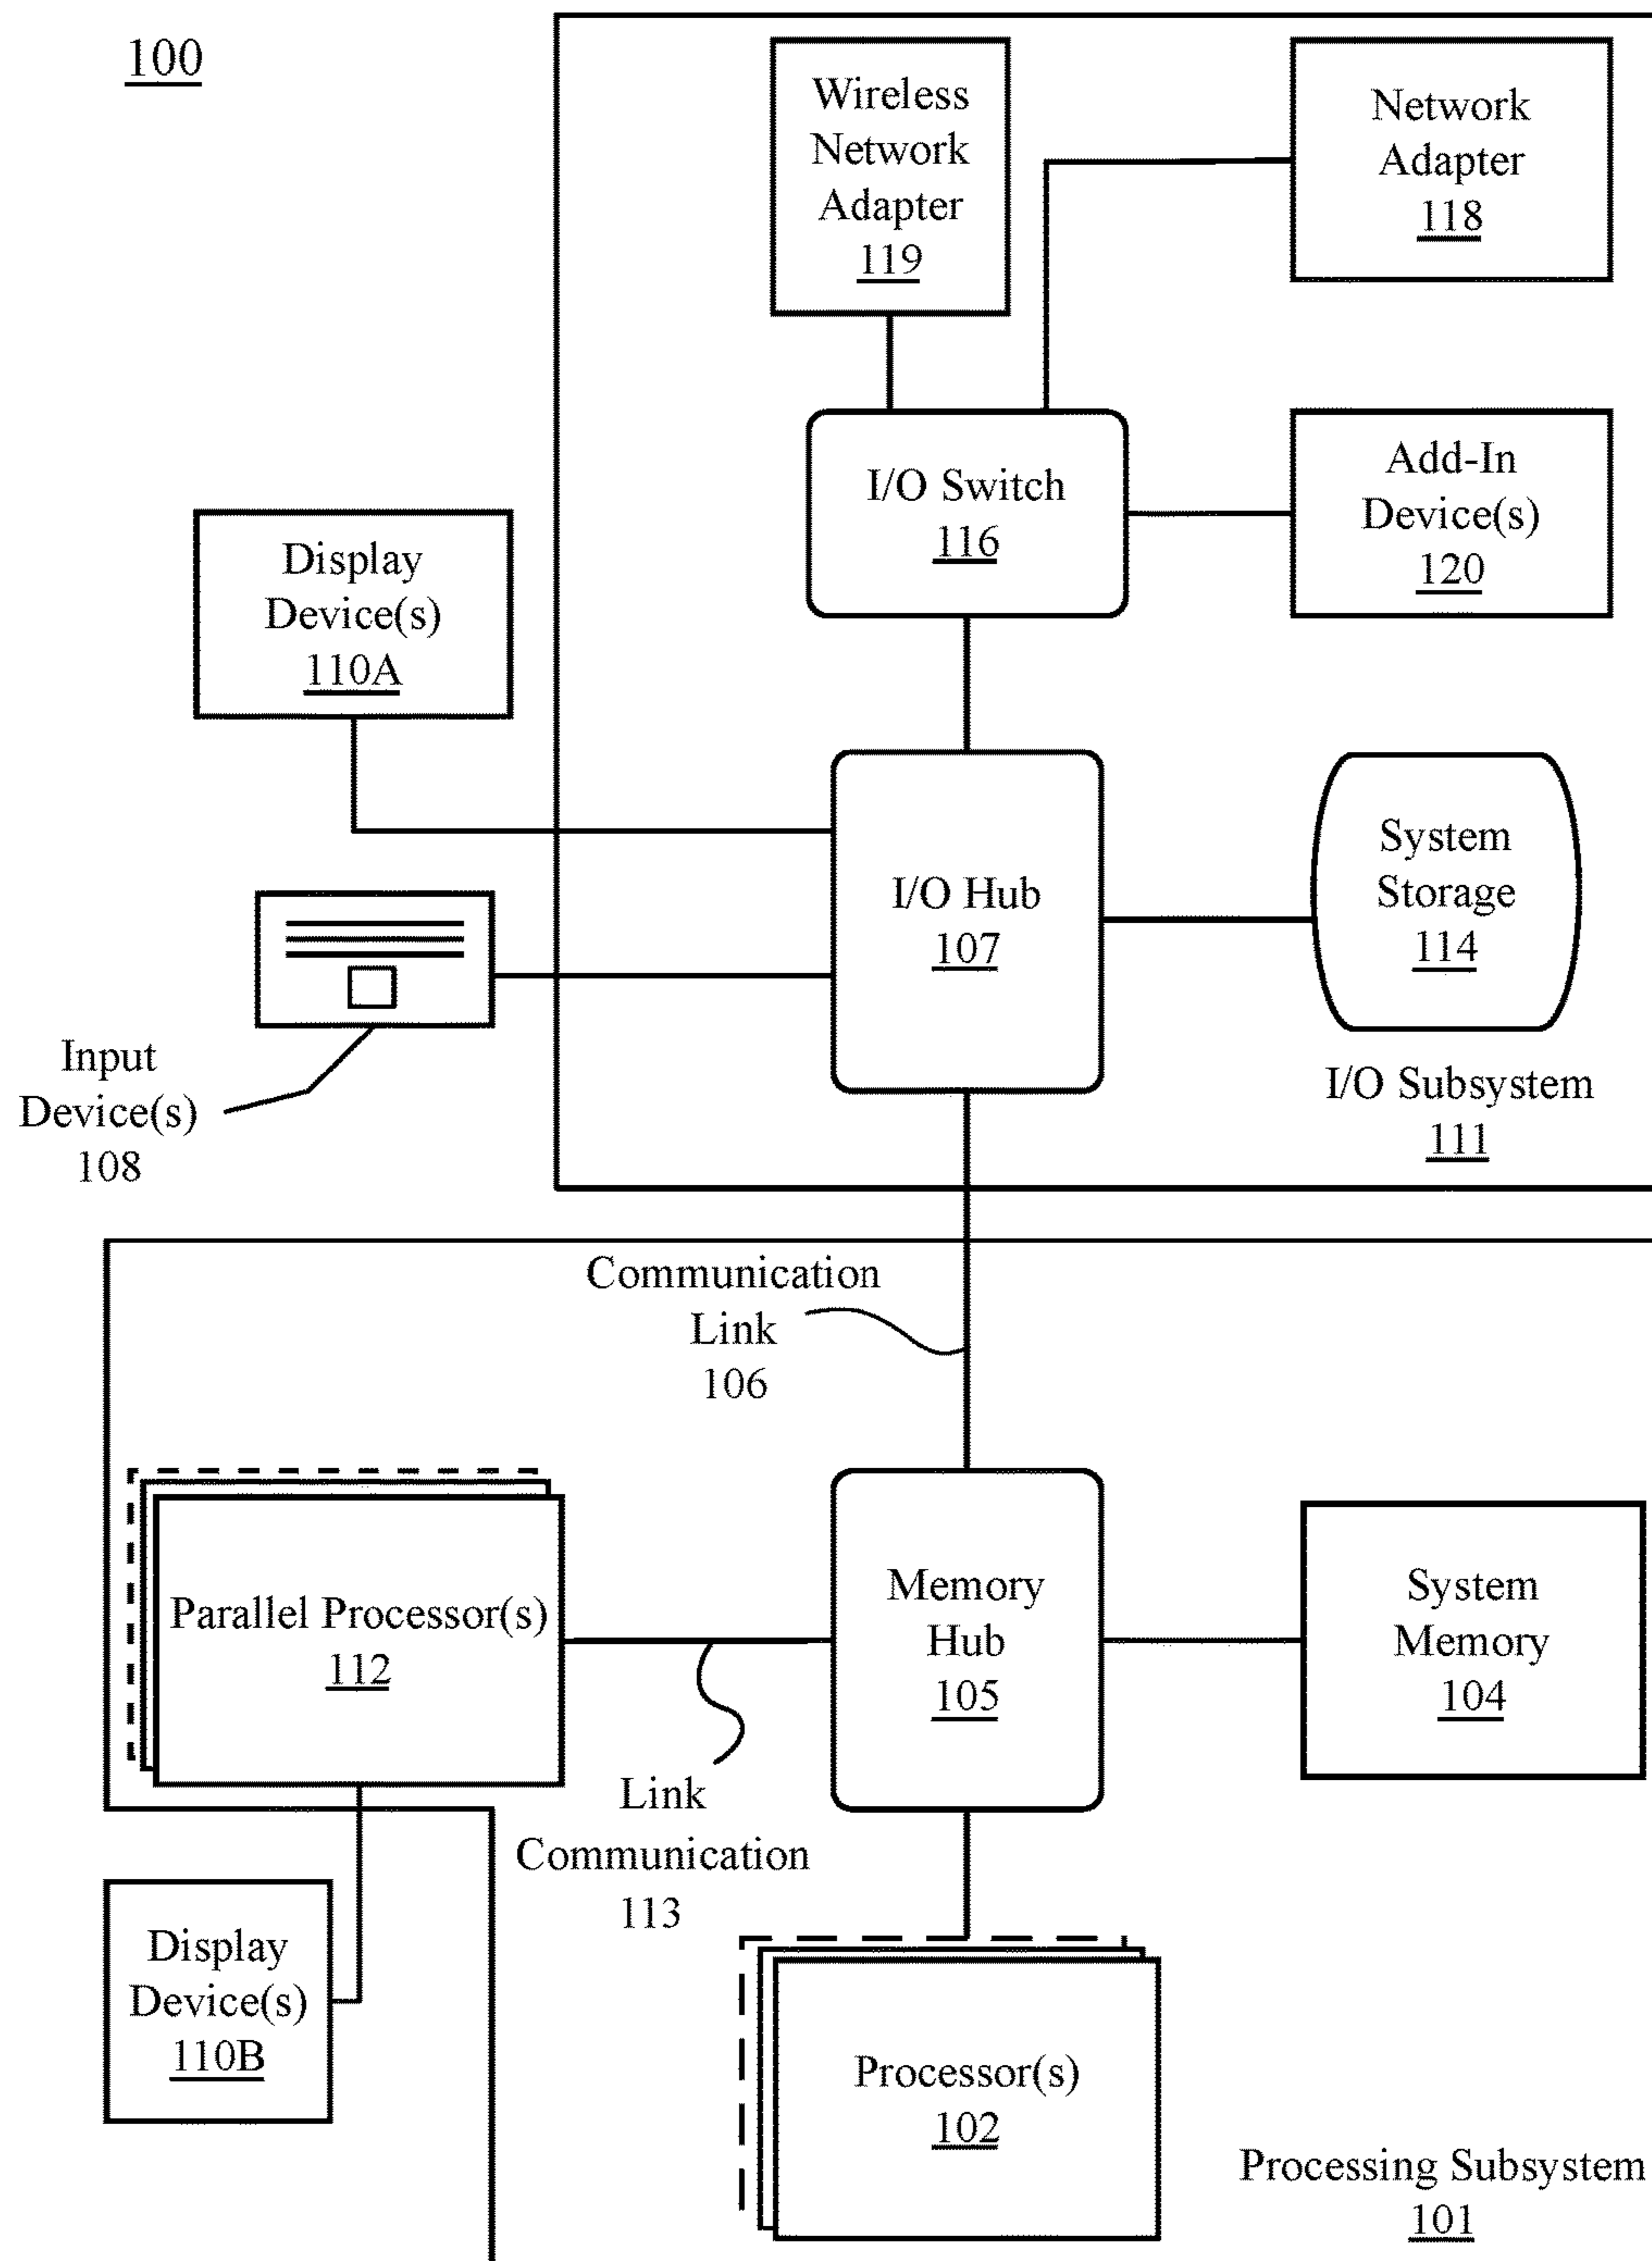 100
Wireless
Network
Adapter
119
Network
Adapter
118
I/O Switch
116
Add-In
Device(s)
120
Display
Device(s)
110A
I/O Hub
107
System
Storage
114
Input
Device(s)
108
I/O Subsystem
111
Communication
Link
106
Parallel Processor(s)
112
Memory
Hub
105
System
Memory
104
Link
Communication
113
Display
Device(s)
110B
Processor(s)
102
Processing Subsystem
101